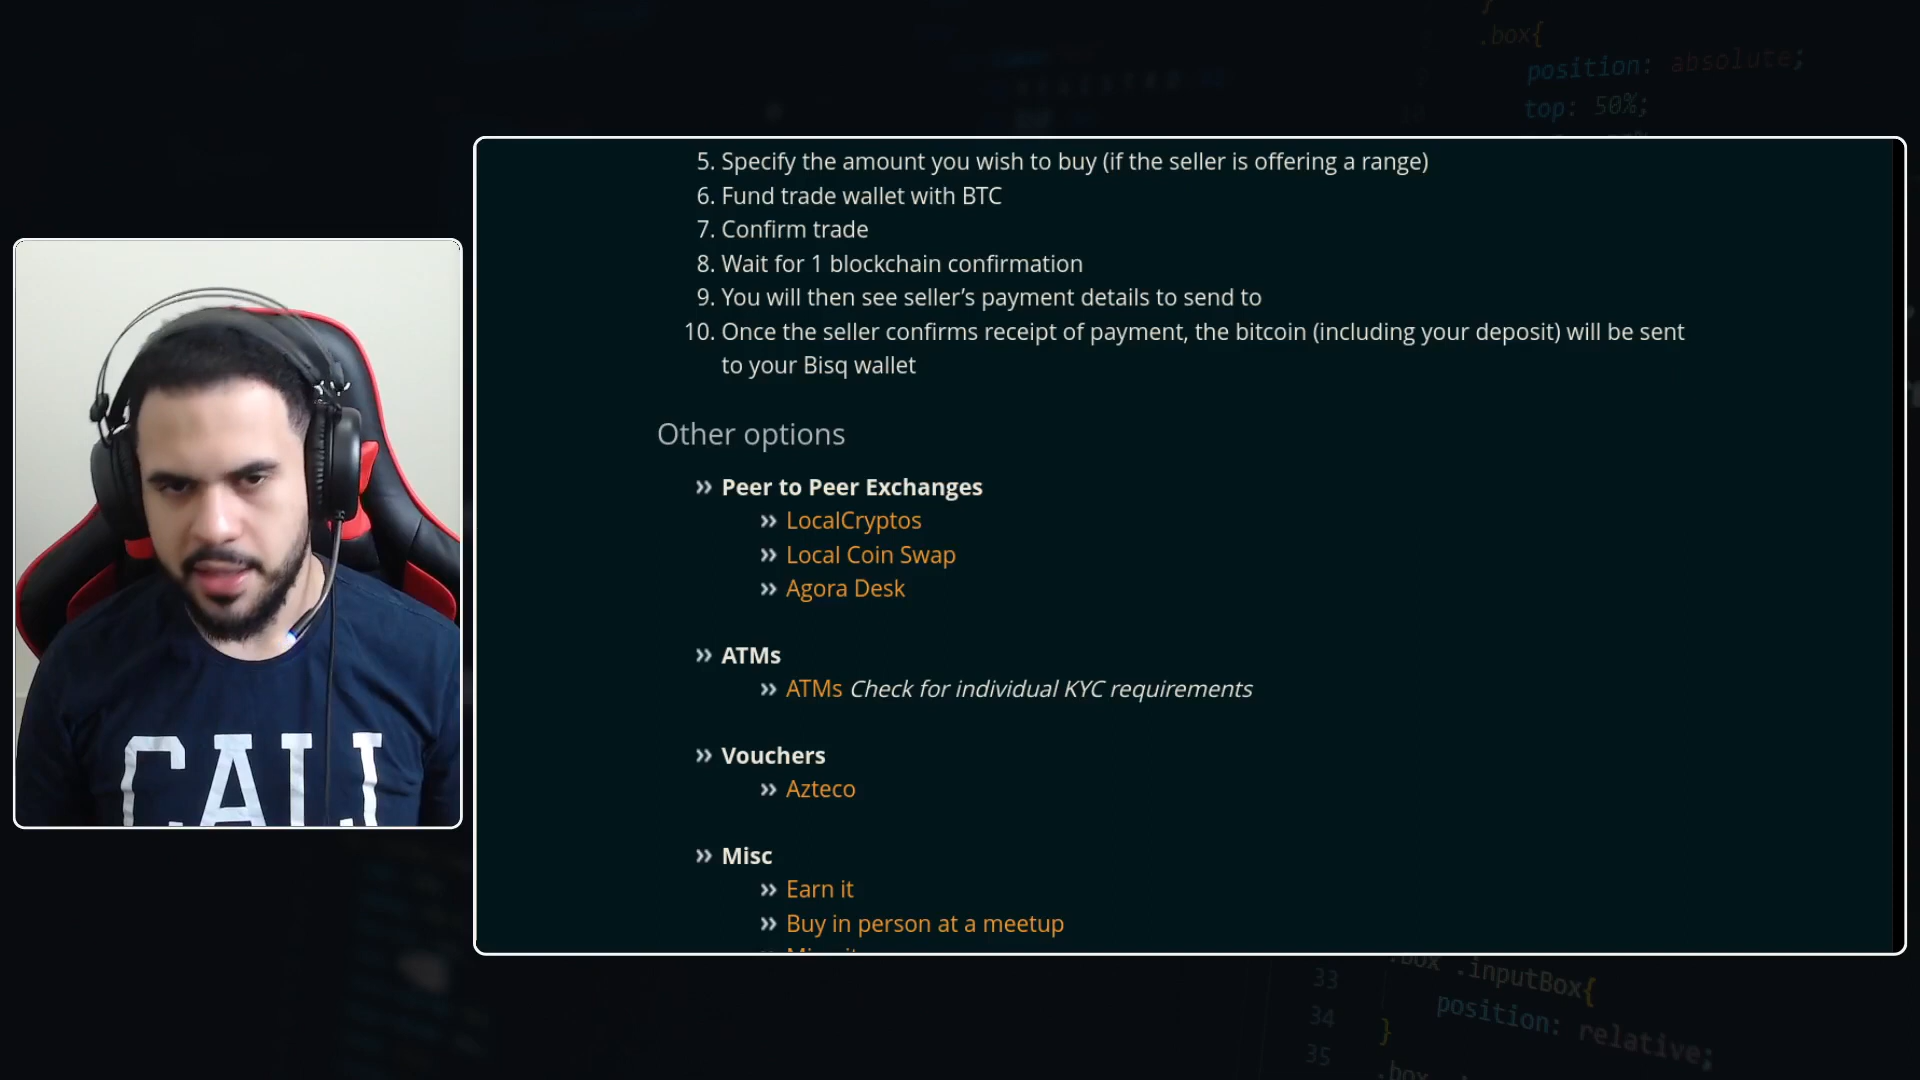 }
.box{
position: absolute;
top: 50%;
5. Specify the amount you wish to buy (if the seller is offering a range)
6. Fund trade wallet with BTC
7. Confirm trade
8. Wait for 1 blockchain confirmation
9. You will then see seller’s payment details to send to
10. Once the seller confirms receipt of payment, the bitcoin (including your deposit) will be sent
to your Bisq wallet
Other options
» Peer to Peer Exchanges
» LocalCryptos
» Local Coin Swap
» Agora Desk
» ATMs
» ATMs Check for individual KYC requirements
» Vouchers
» Azteco
» Misc
» Earn it
» Buy in person at a meetup
CALI
.box .inputBox{
33
position: relative;
34
}
35
.box